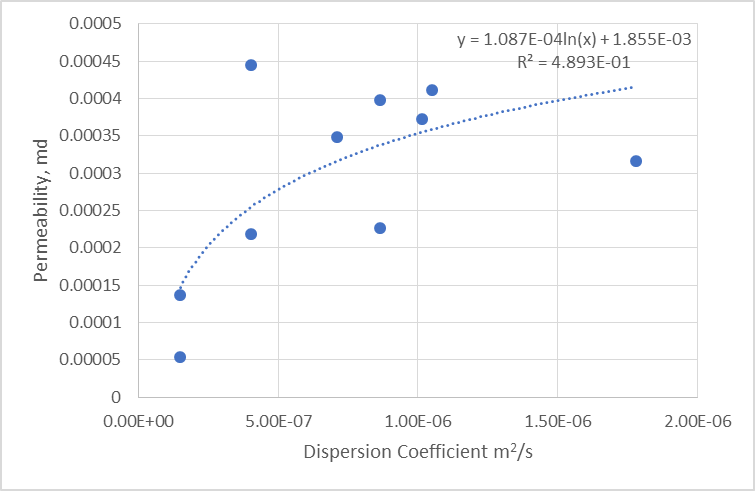 y = 1.087E-04ln(x) + 1.855E-03
R² = 4.893E-01
Permeability, md
0.0005
0.00045
0.0004
0.00035
0.0003
0.00025
0.0002
0.00015
0.0001
0.00005
0
0.00E+00 5.00E-07 1.00E-06 1.50E-06 2.00E-06
Dispersion Coefficient m²/s